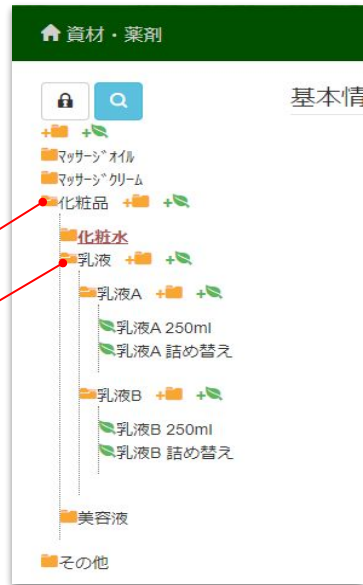 資材・薬剤
基本情
+ +
ﾏｯｻｰｼﾞｵｲﾙ
ﾏｯｻｰｼﾞｸﾘｰﾑ
化粧品 + +
化粧水
乳液 + +
乳液A + +
乳液A 250ml
乳液A 詰め替え
乳液B + +
乳液B 250ml
乳液B 詰め替え
美容液
その他